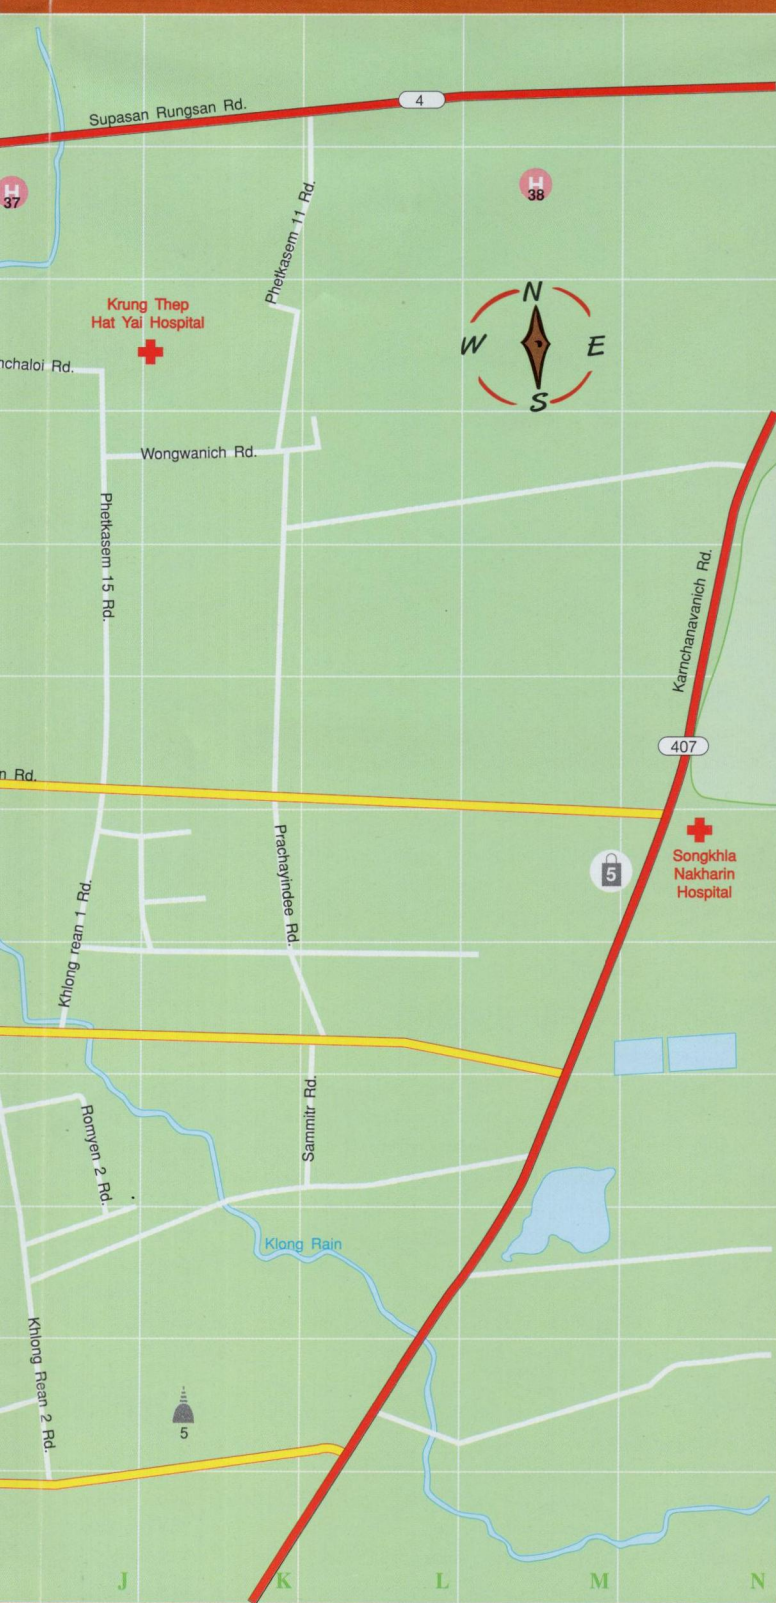 4
Supasan Rungsan Rd.
H
37
H
38
Phetkasem 11 Rd.
N
W
E
S
Krung Thep
Hat Yai Hospital
nchaloi Rd.
Wongwanich Rd.
Phetkasem 15 Rd.
Karnchanavanich Rd.
407
n Rd.
Songkhla
Nakharin
Hospital
5
Prachayindee Rd.
Khlong rean 1 Rd.
Sammitr Rd.
Romyen 2 Rd.
Klong Rain
Khlong Rean 2 Rd.
5
J
K
L
M
N